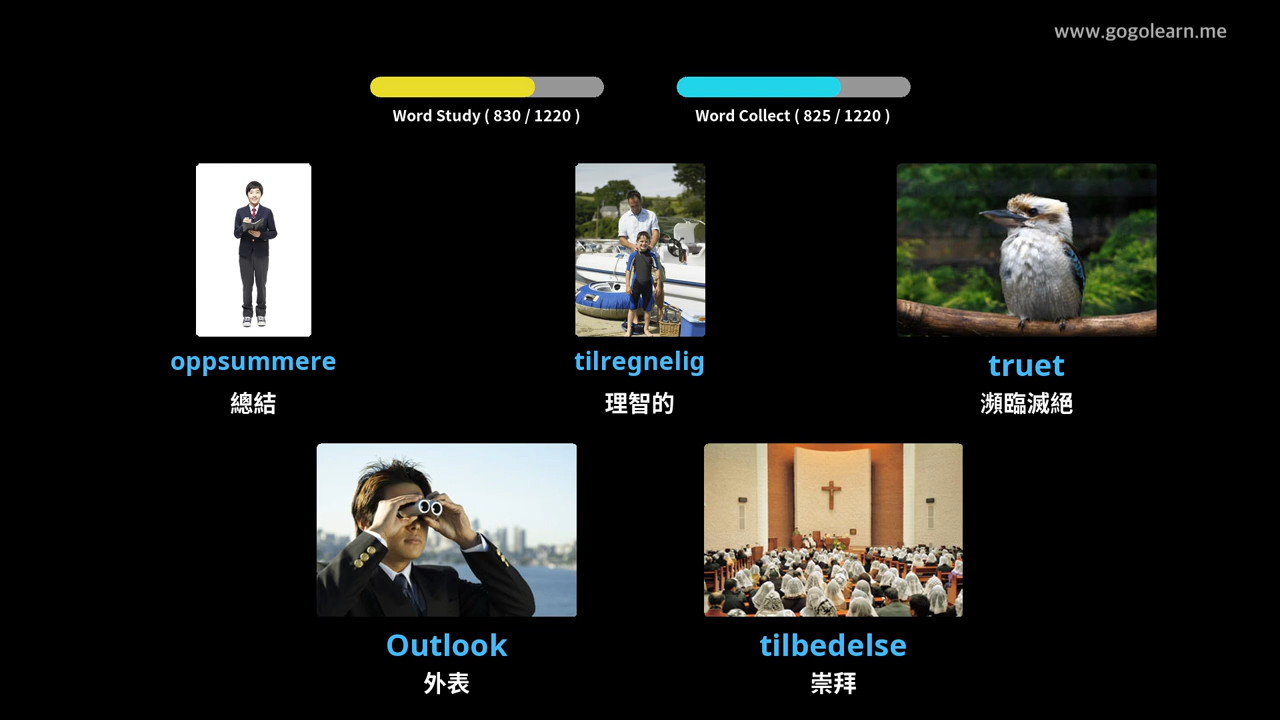 www.gogolearn.me
Word Study ( 830 / 1220 )
Word Collect ( 825 / 1220 )
oppsummere
總結
tilregnelig
理智的
truet
瀕臨滅絕
Outlook
外表
tilbedelse
崇拜